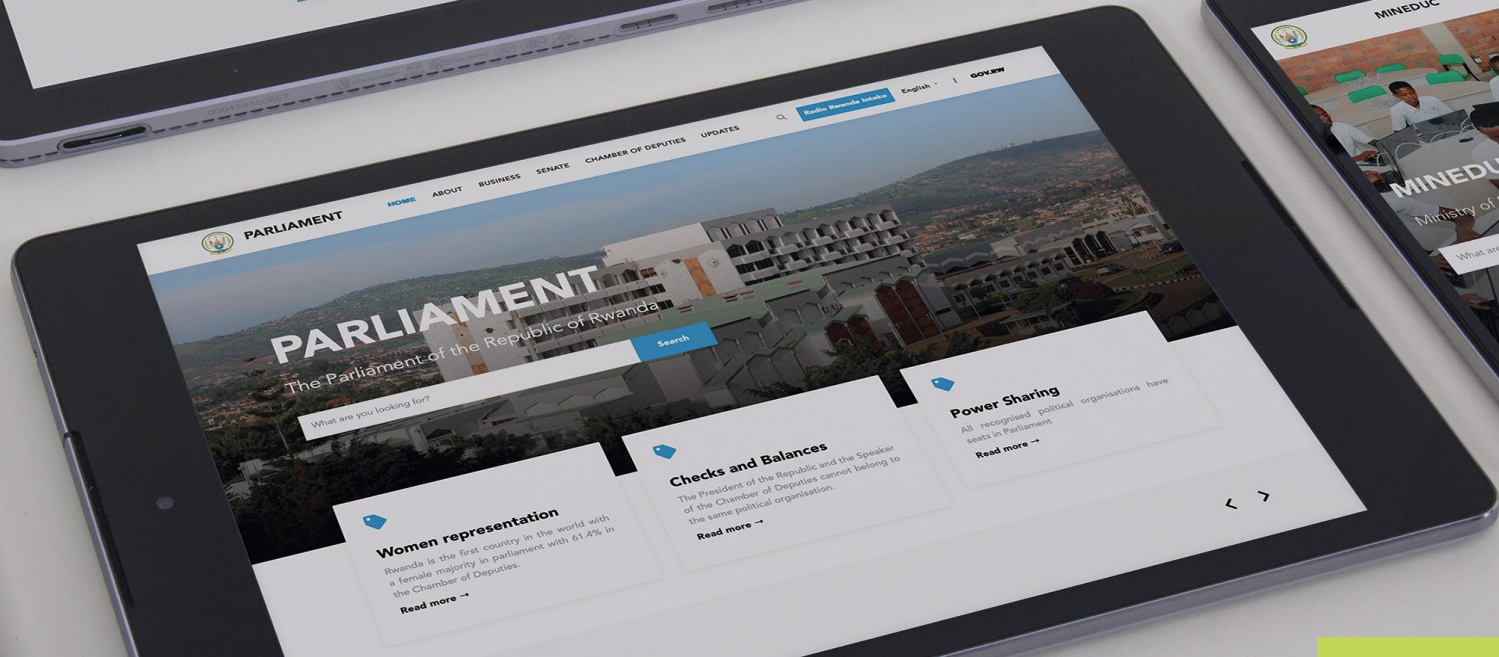 MINEDUC
PARLIAMENT
HOME
ABOUT
BUSINESS
SENATE
CHAMBER OF DEPUTIES
UPDATES
Radio Rwanda Inteko
English
GOV.RW
PARLIAMENT
The Parliament of the Republic of Rwanda
What are you looking for?
Search
Women representation
Rwanda is the first country in the world with
a female majority in parliament with 61.4% in
the Chamber of Deputies.
Read more →
Checks and Balances
The President of the Republic and the Speaker
of the Chamber of Deputies cannot belong to
the same political organisation.
Read more →
Power Sharing
All recognised political organisations have
seats in Parliament
Read more →
MINEDU
Ministry of
What are